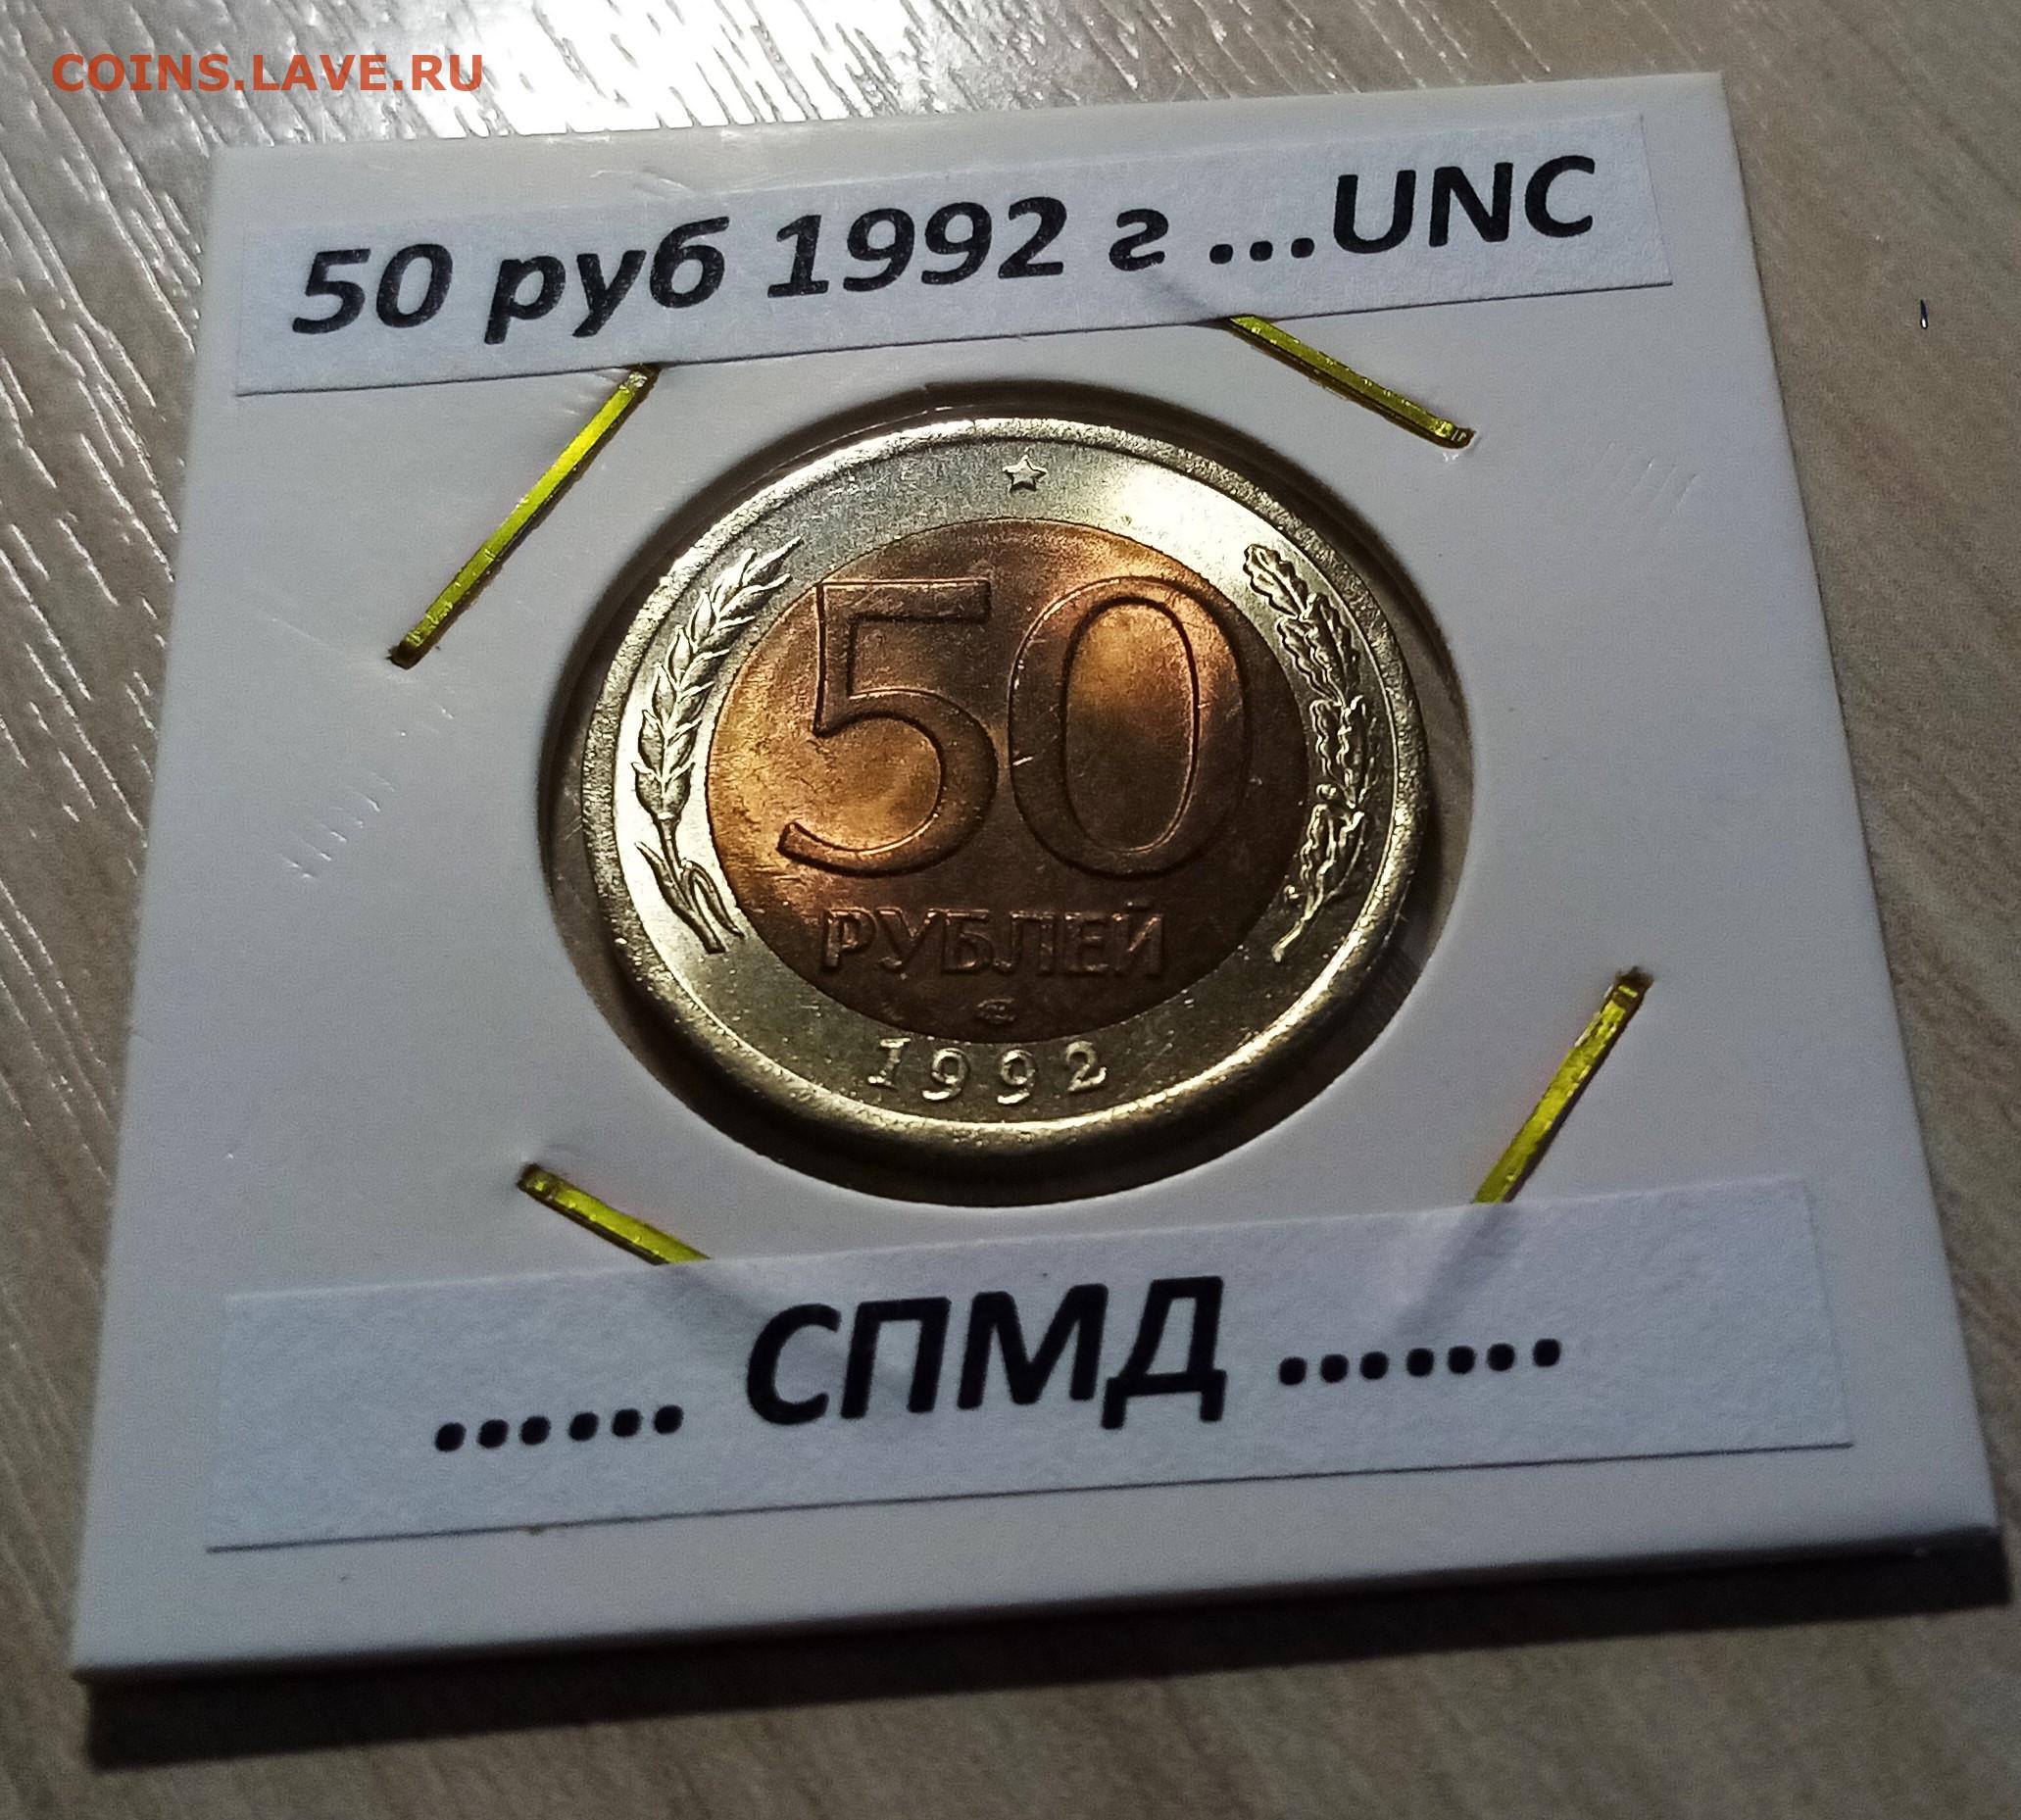 COINS.LAVE.RU
50 руб 1992 г ...UNC
50
РУБЛЕЙ
1992
...... СПМД .......